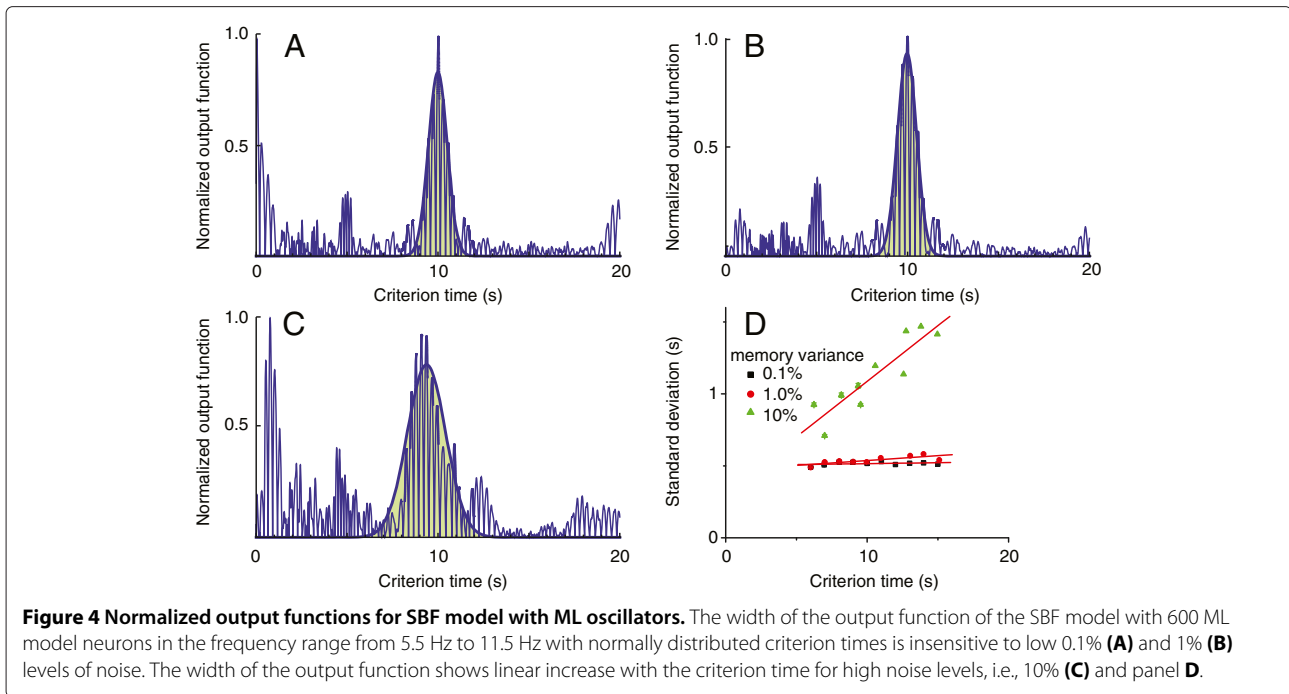 A
Normalized output function
1.0
0.5
0
10
20
Criterion time (s)
B
Normalized output function
1.0
0.5
0
10
20
Criterion time (s)
C
Normalized output function
1.0
0.5
0
10
20
Criterion time (s)
D
Standard deviation (s)
memory variance
0.1%
1.0%
10%
1
0
0
10
20
Criterion time (s)
Figure 4 Normalized output functions for SBF model with ML oscillators. The width of the output function of the SBF model with 600 ML
model neurons in the frequency range from 5.5 Hz to 11.5 Hz with normally distributed criterion times is insensitive to low 0.1% (A) and 1% (B)
levels of noise. The width of the output function shows linear increase with the criterion time for high noise levels, i.e., 10% (C) and panel D.